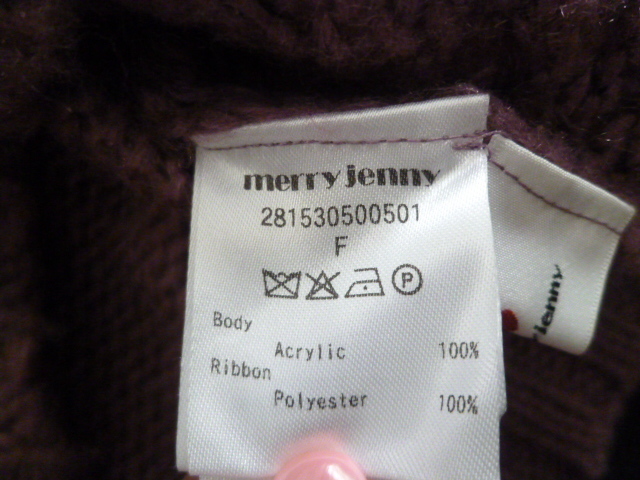 merry jenny
281530500501
F
P
Body
Acrylic 100%
Ribbon
Polyester 100%
jenny